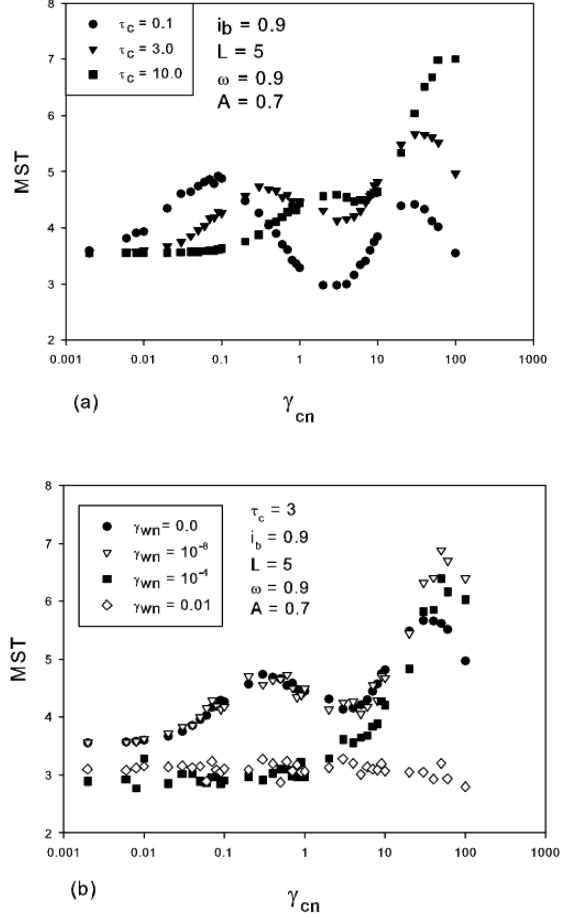 τc = 0.1
τc = 3.0
τc = 10.0
ib = 0.9
L = 5
ω = 0.9
A = 0.7
8
7
6
5
4
3
2
MST
0.001 0.01 0.1 1 10 100 1000
(a)
γcn
γwn = 0.0
γwn = 10⁻⁸
γwn = 10⁻⁴
γwn = 0.01
τc = 3
ib = 0.9
L = 5
ω = 0.9
A = 0.7
8
7
6
5
4
3
2
MST
0.001 0.01 0.1 1 10 100 1000
(b)
γcn